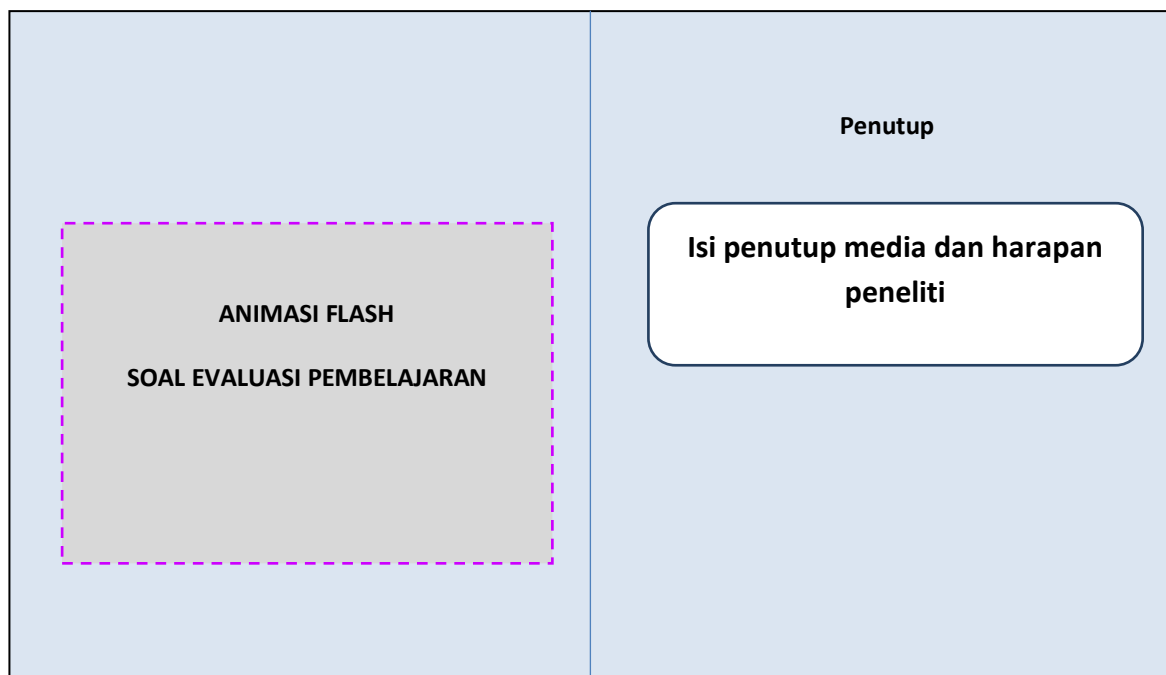 ANIMASI FLASH
SOAL EVALUASI PEMBELAJARAN
Penutup
Isi penutup media dan harapan
peneliti